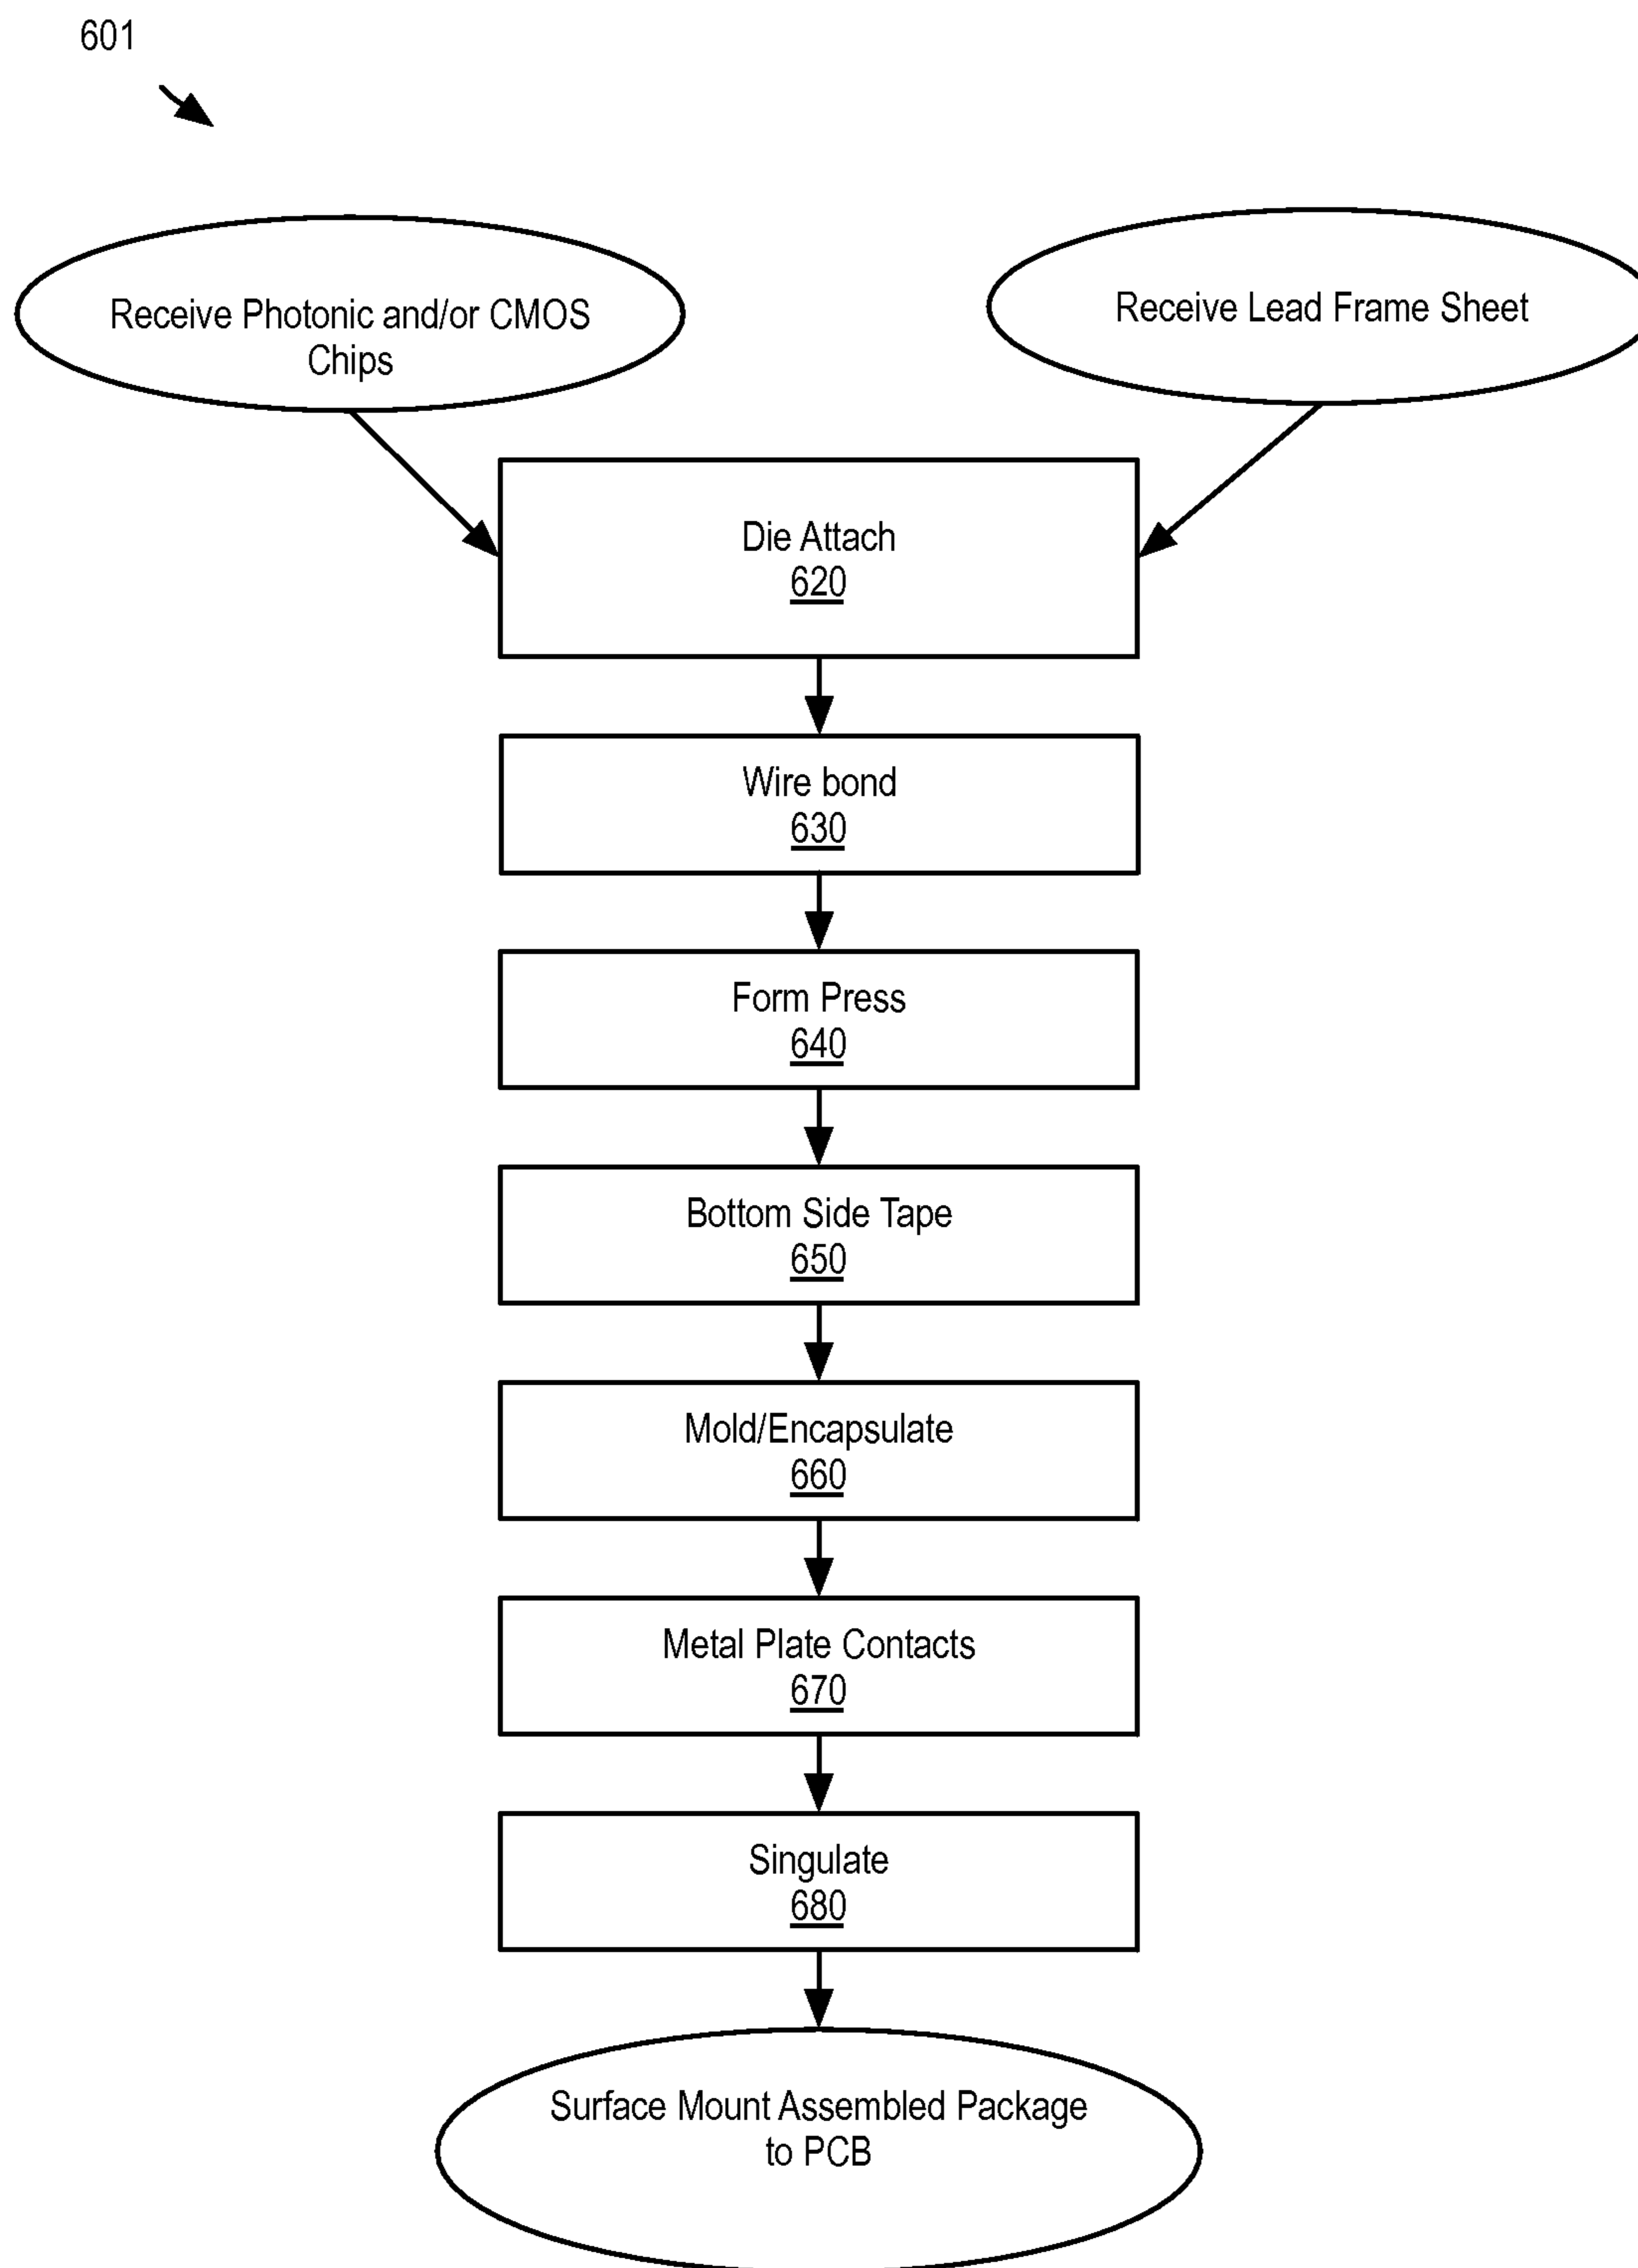 601
Receive Photonic and/or CMOS
Chips
Receive Lead Frame Sheet
Die Attach
620
Wire bond
630
Form Press
640
Bottom Side Tape
650
Mold/Encapsulate
660
Metal Plate Contacts
670
Singulate
680
Surface Mount Assembled Package
to PCB